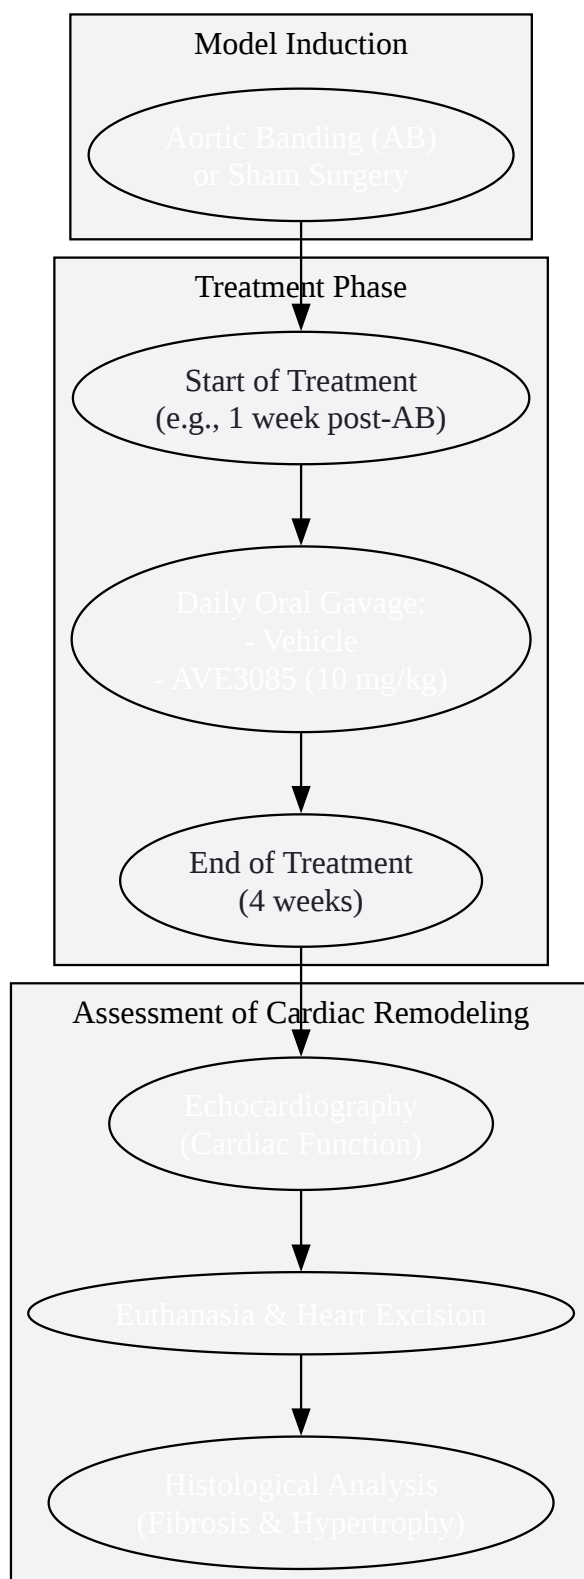 Model Induction
Aortic Banding (AB)
or Sham Surgery
Treatment Phase
Start of Treatment
(e.g., 1 week post-AB)
Daily Oral Gavage:
- Vehicle
- AVE3085 (10 mg/kg)
End of Treatment
(4 weeks)
Assessment of Cardiac Remodeling
Echocardiography
(Cardiac Function)
Euthanasia & Heart Excision
Histological Analysis
(Fibrosis & Hypertrophy)